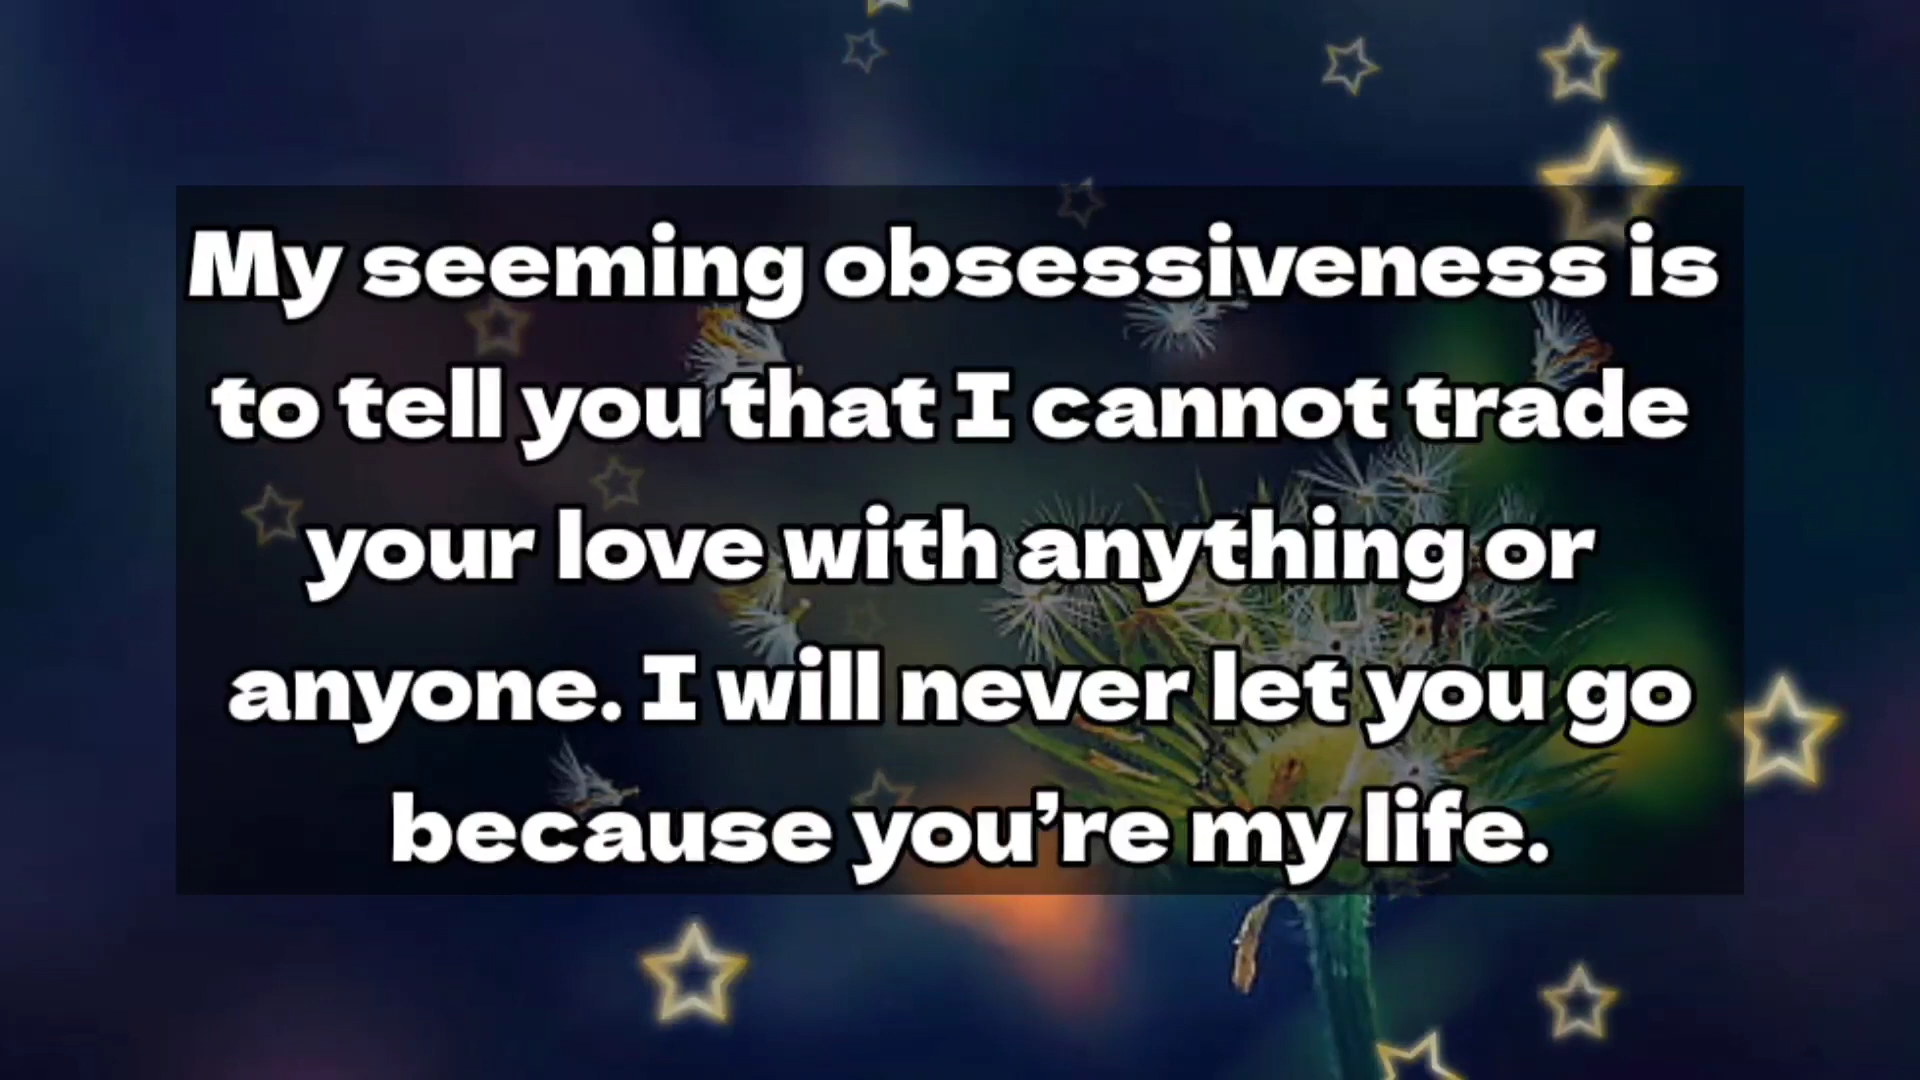 My seeming obsessiveness is
to tell you that I cannot trade
your love with anything or
anyone. I will never let you go
because you’re my life.